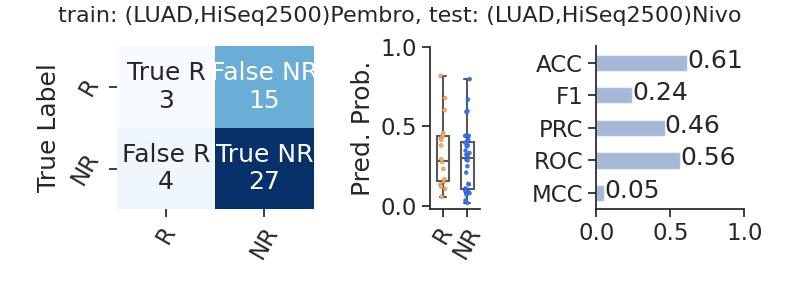 train: (LUAD,HiSeq2500)Pembro, test: (LUAD,HiSeq2500)Nivo
True Label
R
NR
True R
3
False NR
15
False R
4
True NR
27
R
NR
Pred. Prob.
1.0
0.5
0.0
R
NR
ACC
0.61
F1
0.24
PRC
0.46
ROC
0.56
MCC
0.05
0.0
0.5
1.0